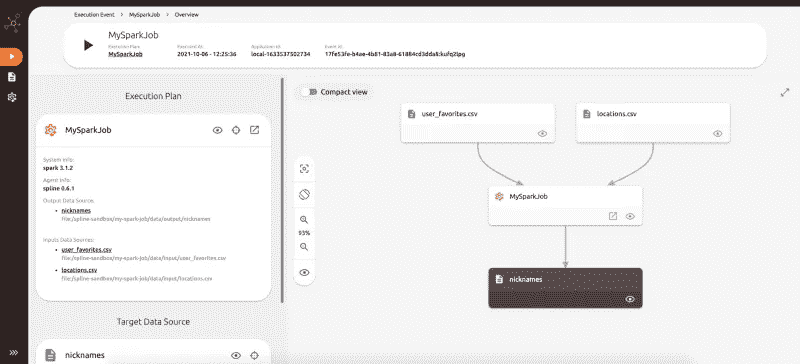 Execution Event > MySparkJob > Overview
MySparkJob
Execution Plan: Executed At: Application Id: Event Id:
MySparkJob 2021-10-06 - 12:25:36 local-1633537502734 17fe53fe-b4ae-4b81-83a8-61884cd3dda8:kufq2ipg
Execution Plan
MySparkJob
System Info:
spark 3.1.2
Agent Info:
spline 0.6.1
Output Data Source:
nicknames
file:/spline-sandbox/my-spark-job/data/output/nicknames
Inputs Data Sources:
user_favorites.csv
file:/spline-sandbox/my-spark-job/data/input/user_favorites.csv
locations.csv
file:/spline-sandbox/my-spark-job/data/input/locations.csv
Target Data Source
nicknames
Compact view
93%
user_favorites.csv
locations.csv
MySparkJob
nicknames